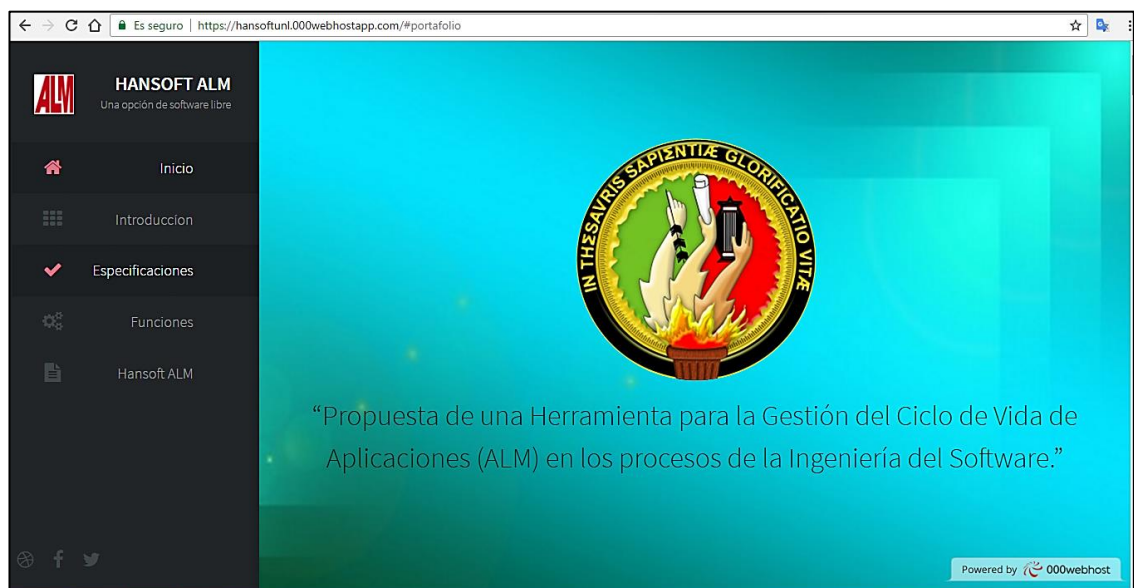 Es seguro | https://hansoftunl.000webhostapp.com/#portafolio
ALM
HANSOFT ALM
Una opción de software libre
Inicio
Introduccíon
Especificaciones
Funciones
Hansoft ALM
IN THESAVRIS SAPIENTIÆ GLORIFICATIO VITÆ
“Propuesta de una Herramienta para la Gestión del Ciclo de Vida de
Aplicaciones (ALM) en los procesos de la Ingeniería del Software.”
Powered by 000webhost